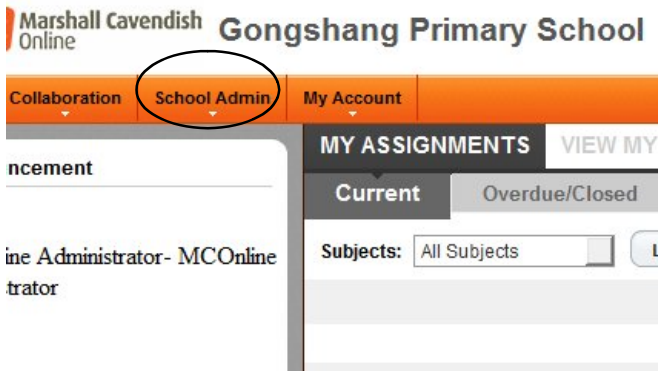 Marshall Cavendish
Online
Gongshang Primary School
Collaboration School Admin My Account
MY ASSIGNMENTS VIEW MY
ncement
Current Overdue/Closed
ine Administrator- MCOnline
trator
Subjects: All Subjects L